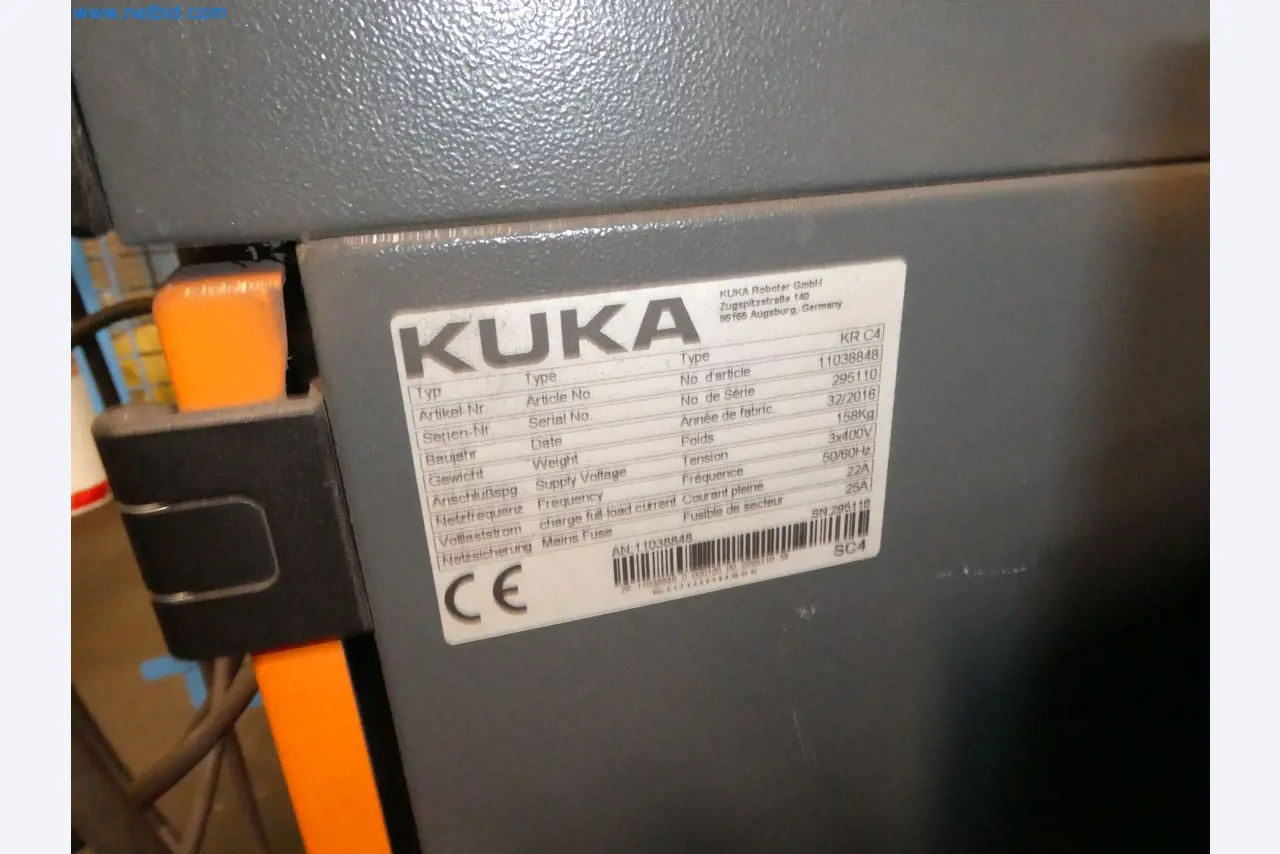 www.netbid.com
KUKA
KUKA Roboter GmbH
Zugspitzstraße 140
86165 Augsburg, Germany
Typ Type Type KR C4
Artikel-Nr. Article No. No. d'article 11038848
Serien-Nr. Serial No. No. de Série 295110
Baujahr Date Année de fabric. 32/2016
Gewicht Weight Poids 158Kg
Anschlußspg Supply Voltage Tension 3x400V
Netzfrequenz Frequency Fréquence 50/60Hz
Volllaststrom charge full-load current Courant pleine 22A
Netzsicherung Mains Fuse Fusible de secteur 25A
AN.11038848
SC4
CE